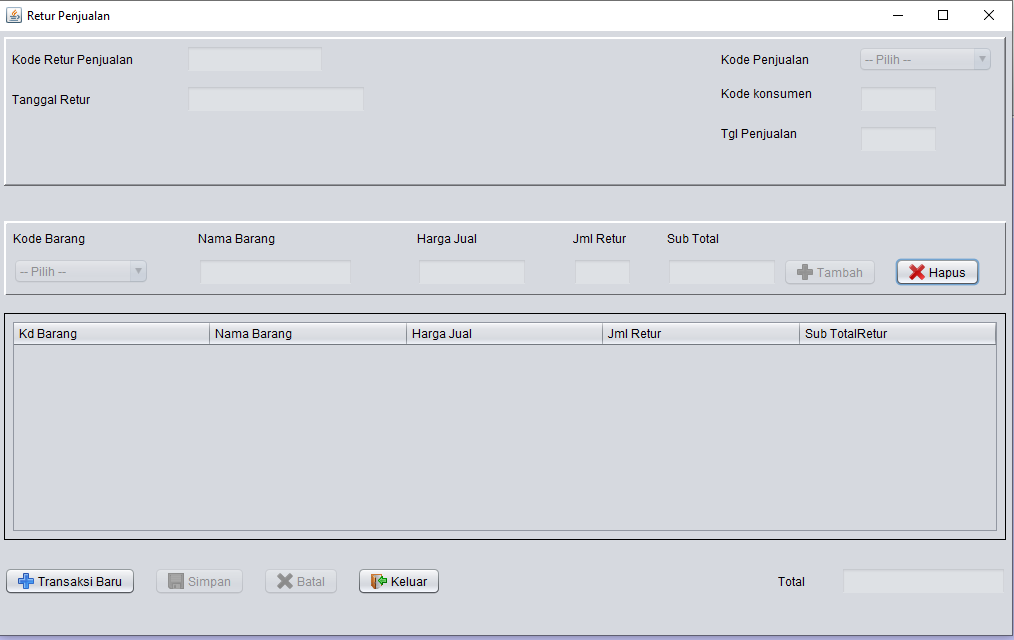 Retur Penjualan
Kode Retur Penjualan
Kode Penjualan
-- Pilih --
Tanggal Retur
Kode konsumen
Tgl Penjualan
Kode Barang
Nama Barang
Harga Jual
Jml Retur
Sub Total
-- Pilih --
Tambah
Hapus
Kd Barang
Nama Barang
Harga Jual
Jml Retur
Sub TotalRetur
Transaksi Baru
Simpan
Batal
Keluar
Total